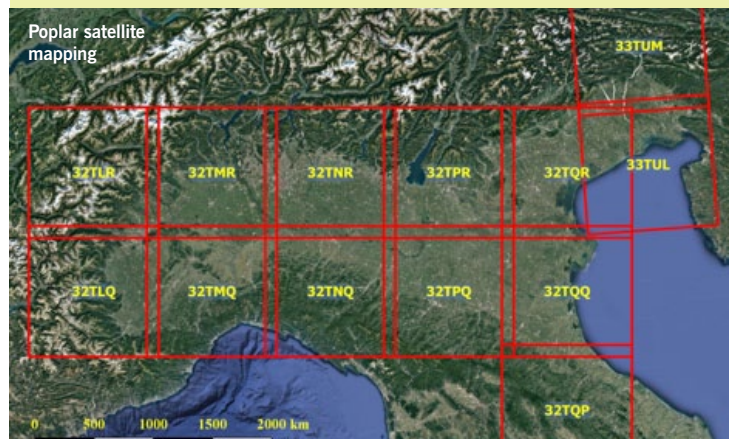 Poplar satellite
mapping
33TUM
32TLR
32TMR
32TNR
32TPR
32TQR
33TUL
32TLQ
32TMQ
32TNQ
32TPQ
32TQQ
32TQP
0 500 1000 1500 2000 km